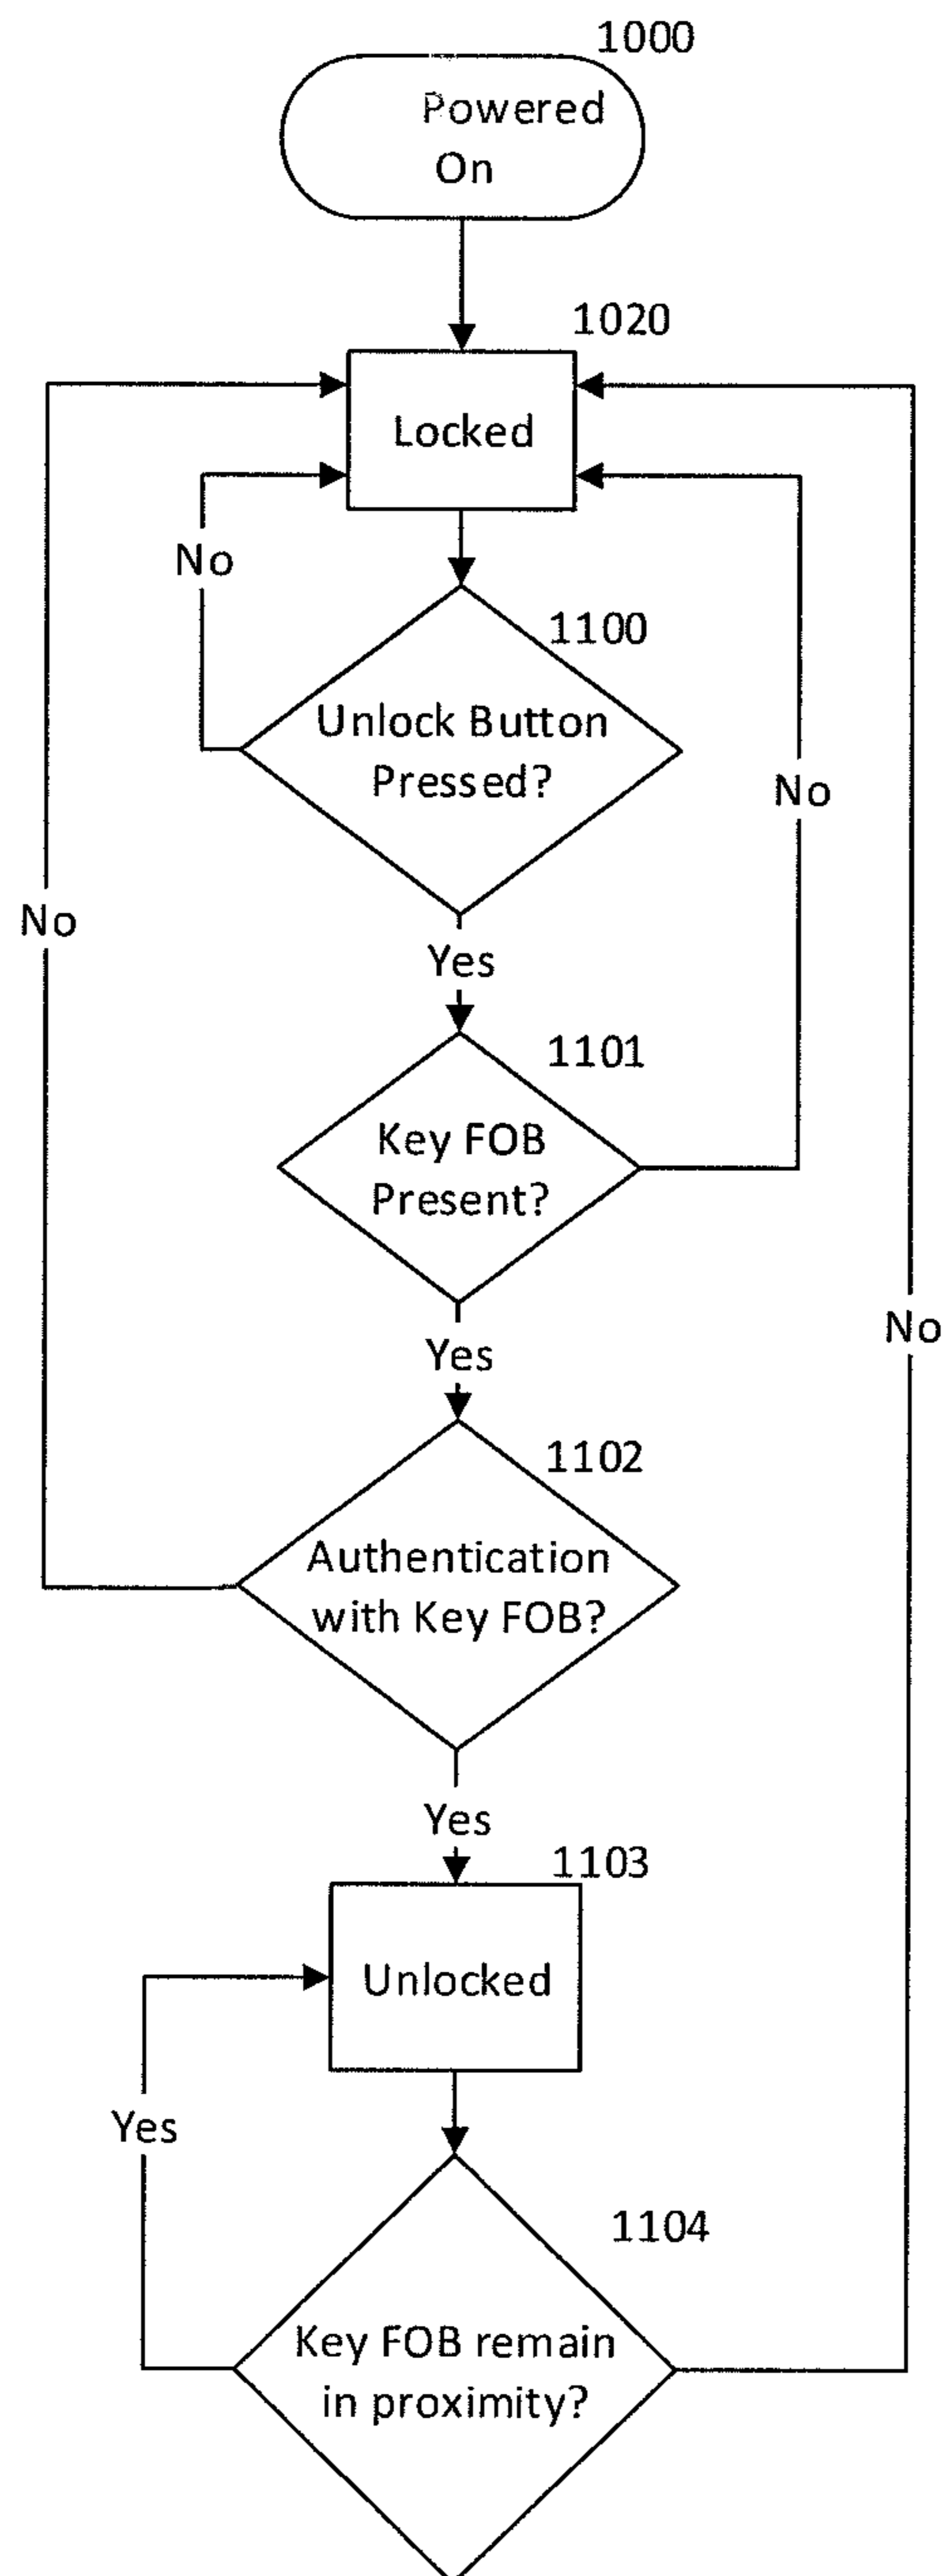 1000
Powered
On
1020
Locked
No
1100
Unlock Button
Pressed?
No
No
Yes
1101
Key FOB
Present?
No
Yes
1102
Authentication
with Key FOB?
Yes
1103
Unlocked
Yes
1104
Key FOB remain
in proximity?